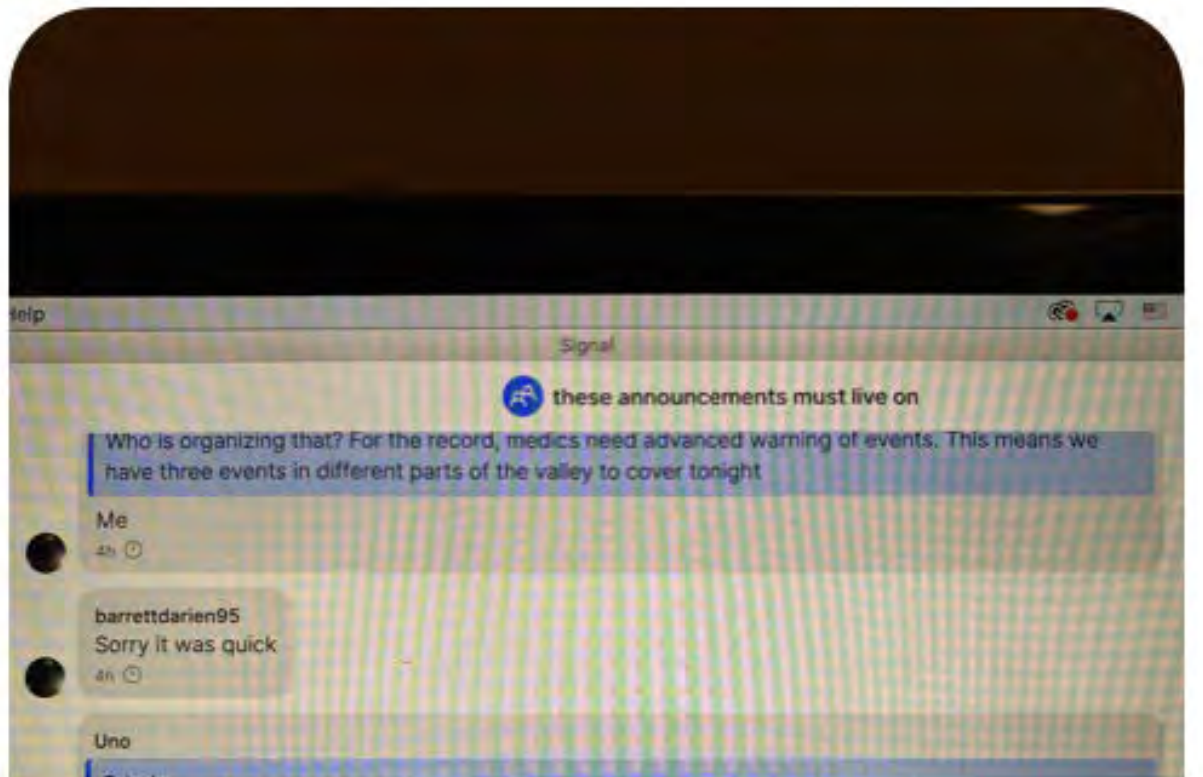 Help
Signal
these announcements must live on
Who is organizing that? For the record, medics need advanced warning of events. This means we
have three events in different parts of the valley to cover tonight
Me
4h
barrettdarien95
Sorry it was quick
4h
Uno